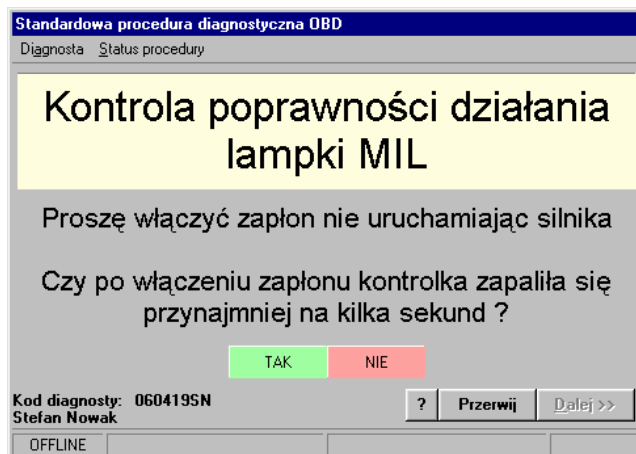 Standardowa procedura diagnostyczna OBD
Diagnosta Status procedury
Kontrola poprawności działania
lampki MIL
Proszę włączyć zapłon nie uruchamiając silnika
Czy po włączeniu zapłonu kontrolka zapaliła się
przynajmniej na kilka sekund ?
TAK NIE
Kod diagnosty: 060419SN
Stefan Nowak
? Przerwij Dalej >>
OFFLINE